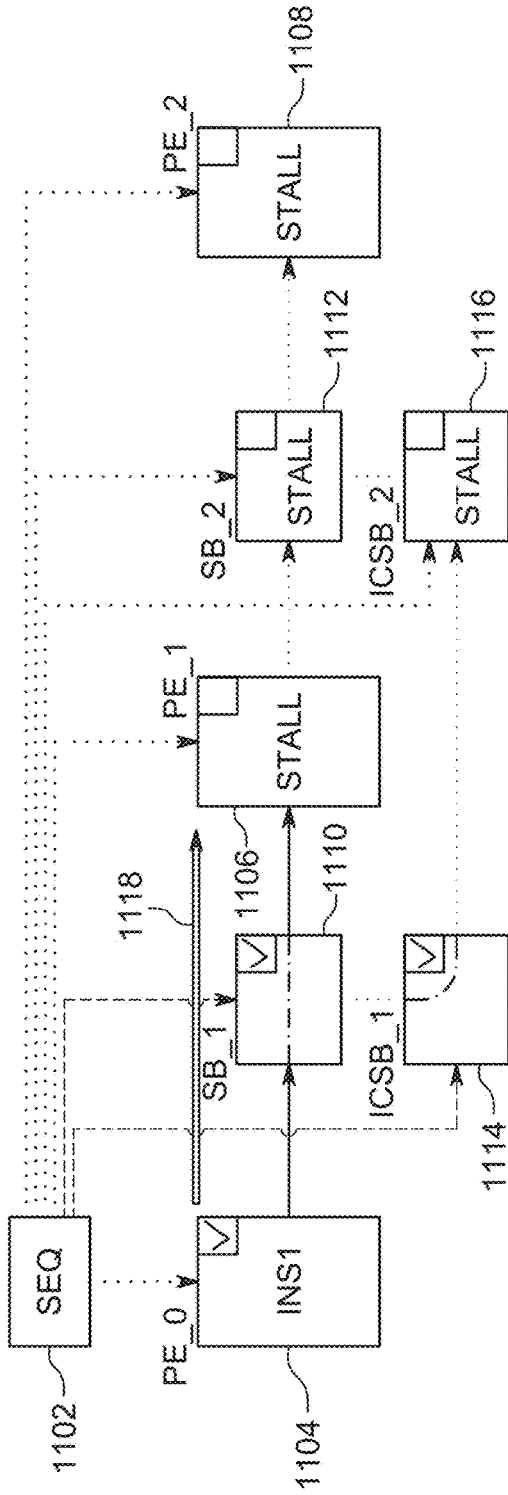 SEQ
1102
PE_0
V
INS1
1104
1118
SB_1
V
1110
ICSB_1
V
1114
PE_1
STALL
1106
SB_2
STALL
1112
ICSB_2
STALL
1116
PE_2
STALL
1108